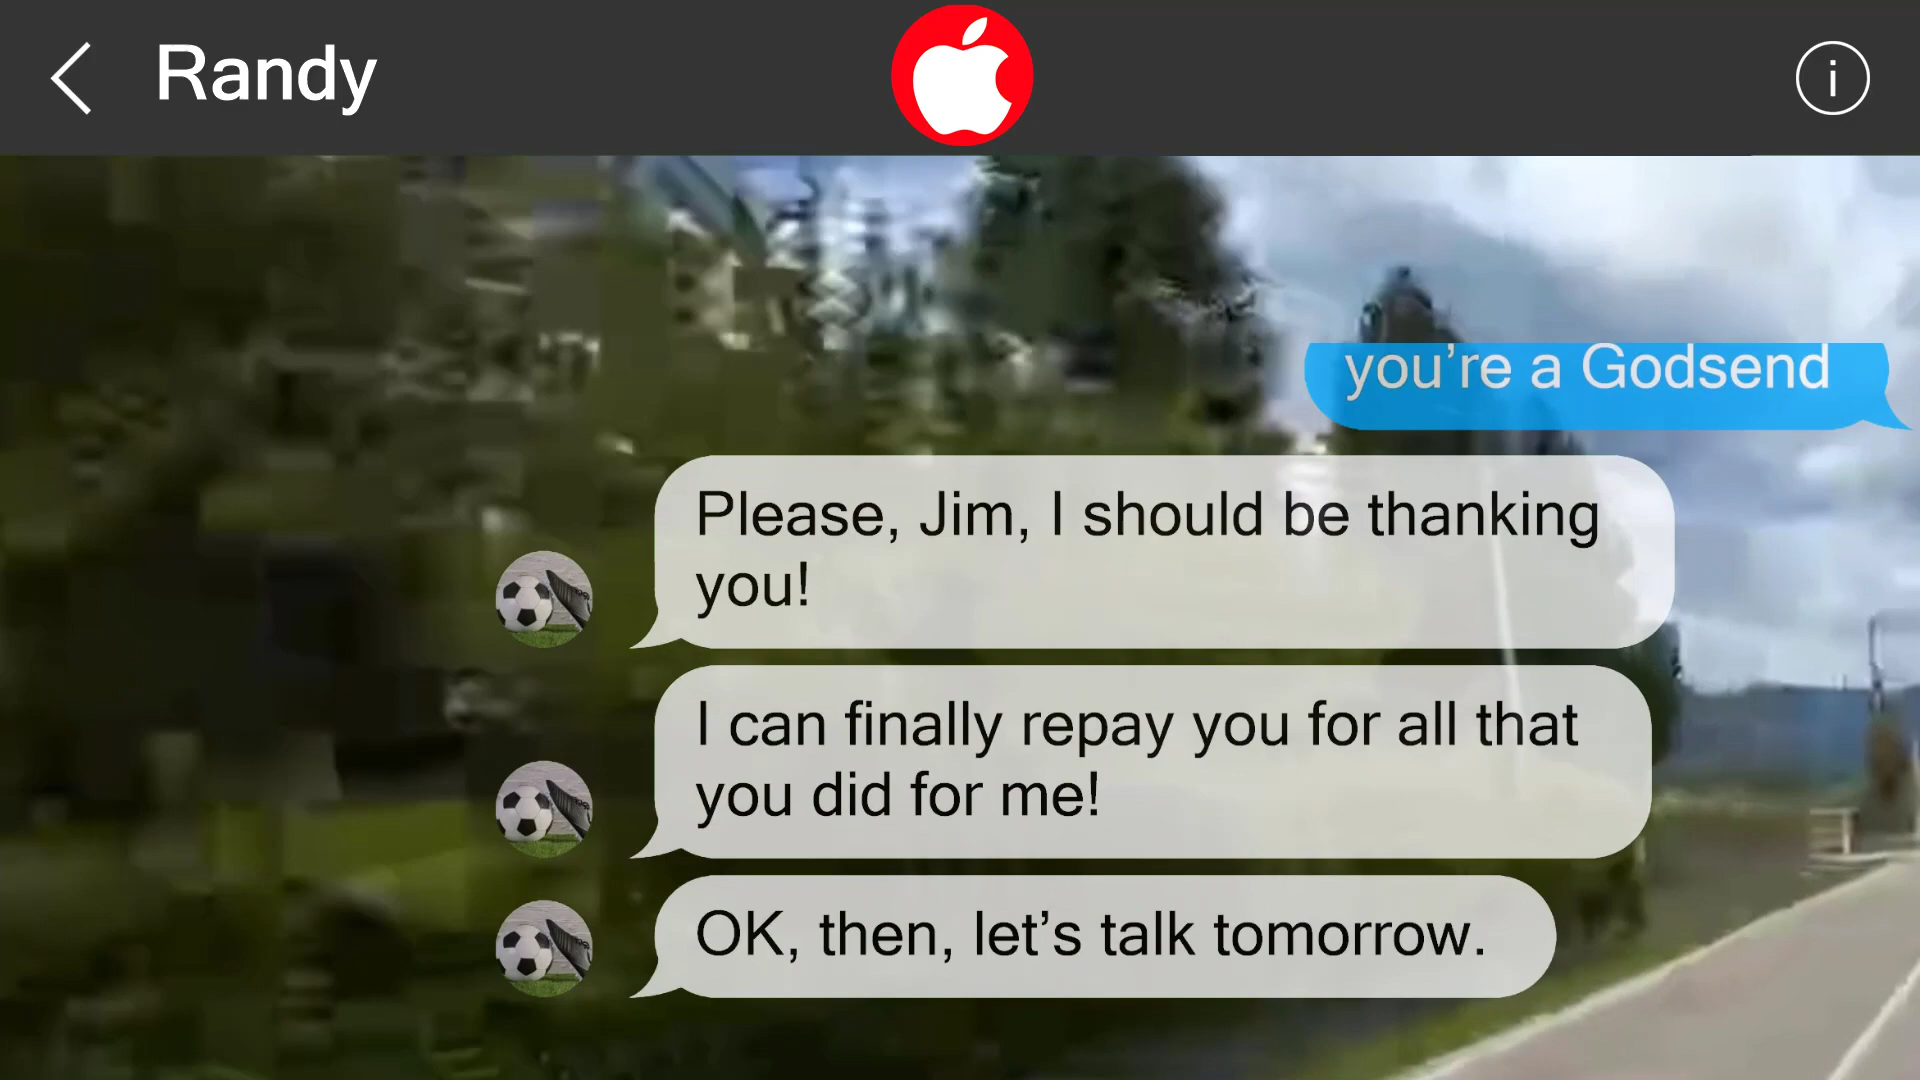 Randy
you’re a Godsend
Please, Jim, I should be thanking
you!
I can finally repay you for all that
you did for me!
OK, then, let’s talk tomorrow.